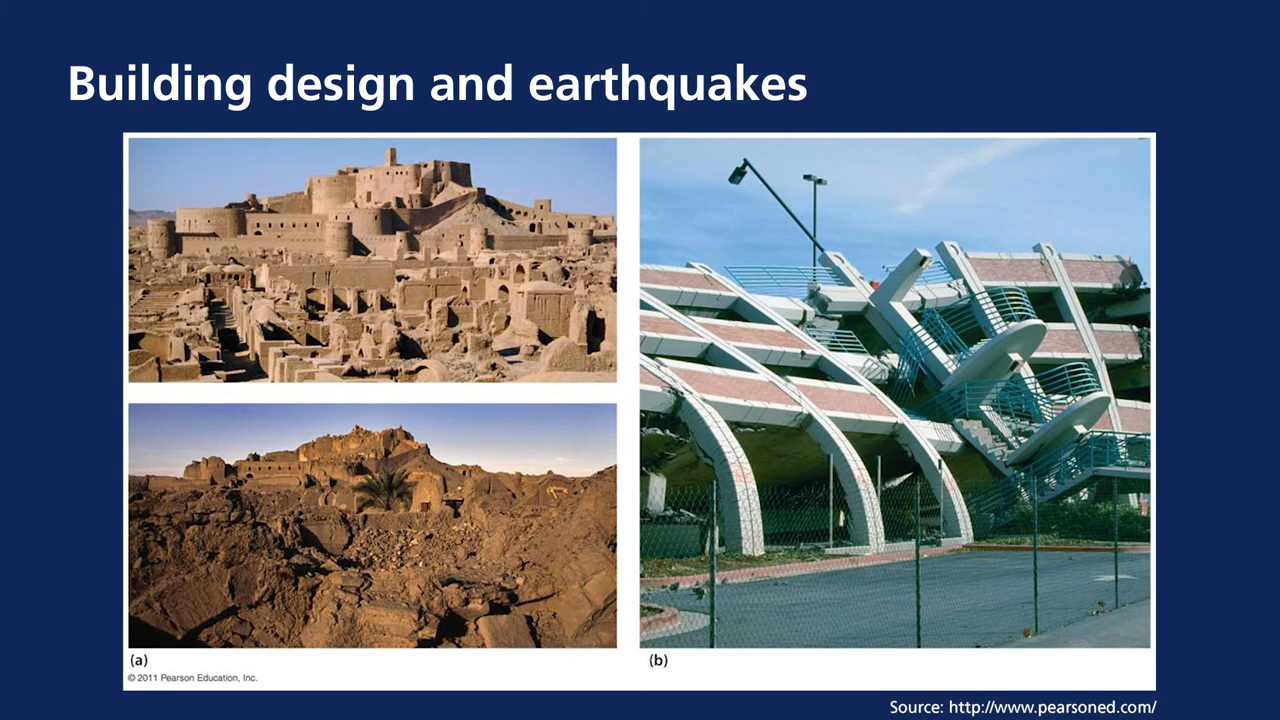 Building design and earthquakes
(a)
(b)
© 2011 Pearson Education, Inc.
Source: http://www.pearsoned.com/